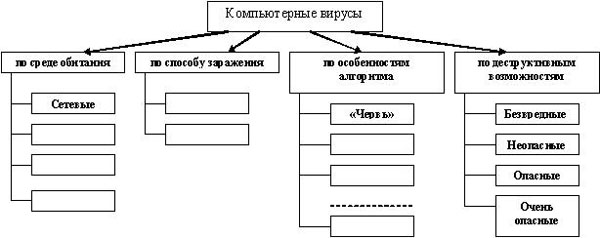 Компьютерные вирусы
по среде обитания
по способу заражения
по особенностям
алгоритма
по деструктивным
возможностям
Сетевые
«Червь»
Безвредные
Неопасные
Опасные
Очень
опасные